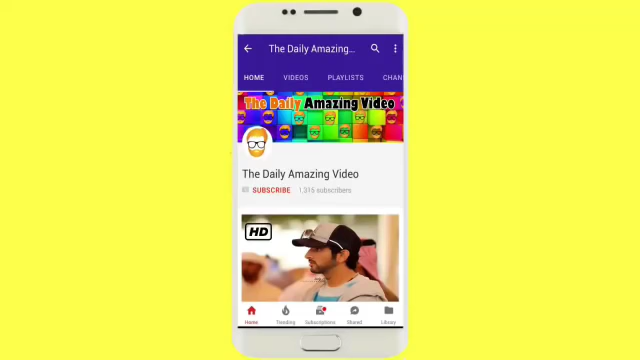 The Daily Amazing...
HOME VIDEOS PLAYLISTS CHAN
The Daily Amazing Video
The Daily Amazing Video
SUBSCRIBE 1,316 subscribers
HD
Home Trending Subscriptions Shared Library